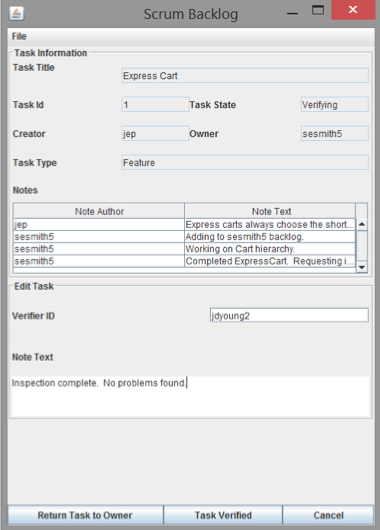 Scrum Backlog
File
Task Information
Task Title Express Cart
Task Id 1 Task State Verifying
Creator jep Owner sesmith5
Task Type Feature
Notes
Note Author Note Text
jep Express carts always choose the short...
sesmith5 Adding to sesmith5 backlog.
sesmith5 Working on Cart hierarchy.
sesmith5 Completed ExpressCart. Requesting i...
Edit Task
Verifier ID jdyoung2
Note Text
Inspection complete. No problems found.
Return Task to Owner Task Verified Cancel